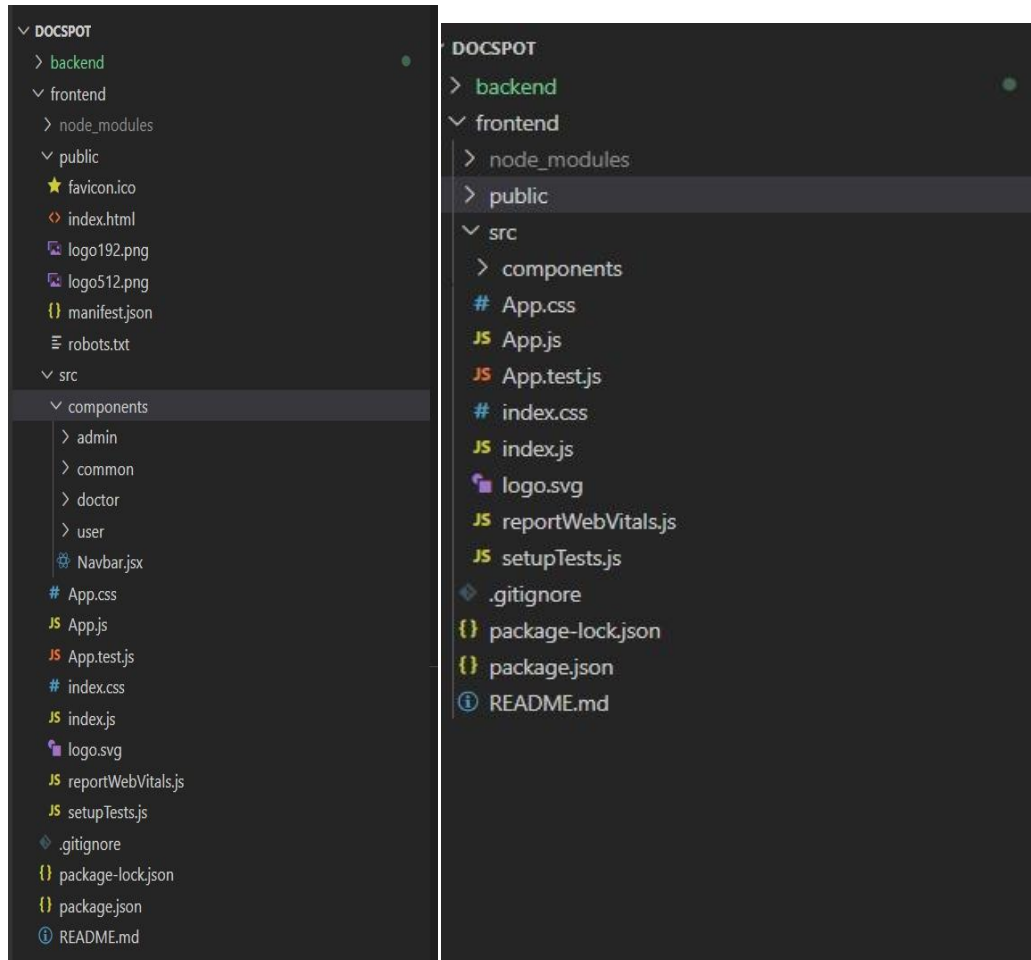 DOCSPOT
backend
frontend
node_modules
public
favicon.ico
index.html
logo192.png
logo512.png
manifest.json
robots.txt
src
components
admin
common
doctor
user
Navbar.jsx
App.css
App.js
App.test.js
index.css
index.js
logo.svg
reportWebVitals.js
setupTests.js
.gitignore
package-lock.json
package.json
README.md
DOCSPOT
backend
frontend
node_modules
public
src
components
App.css
App.js
App.test.js
index.css
index.js
logo.svg
reportWebVitals.js
setupTests.js
.gitignore
package-lock.json
package.json
README.md